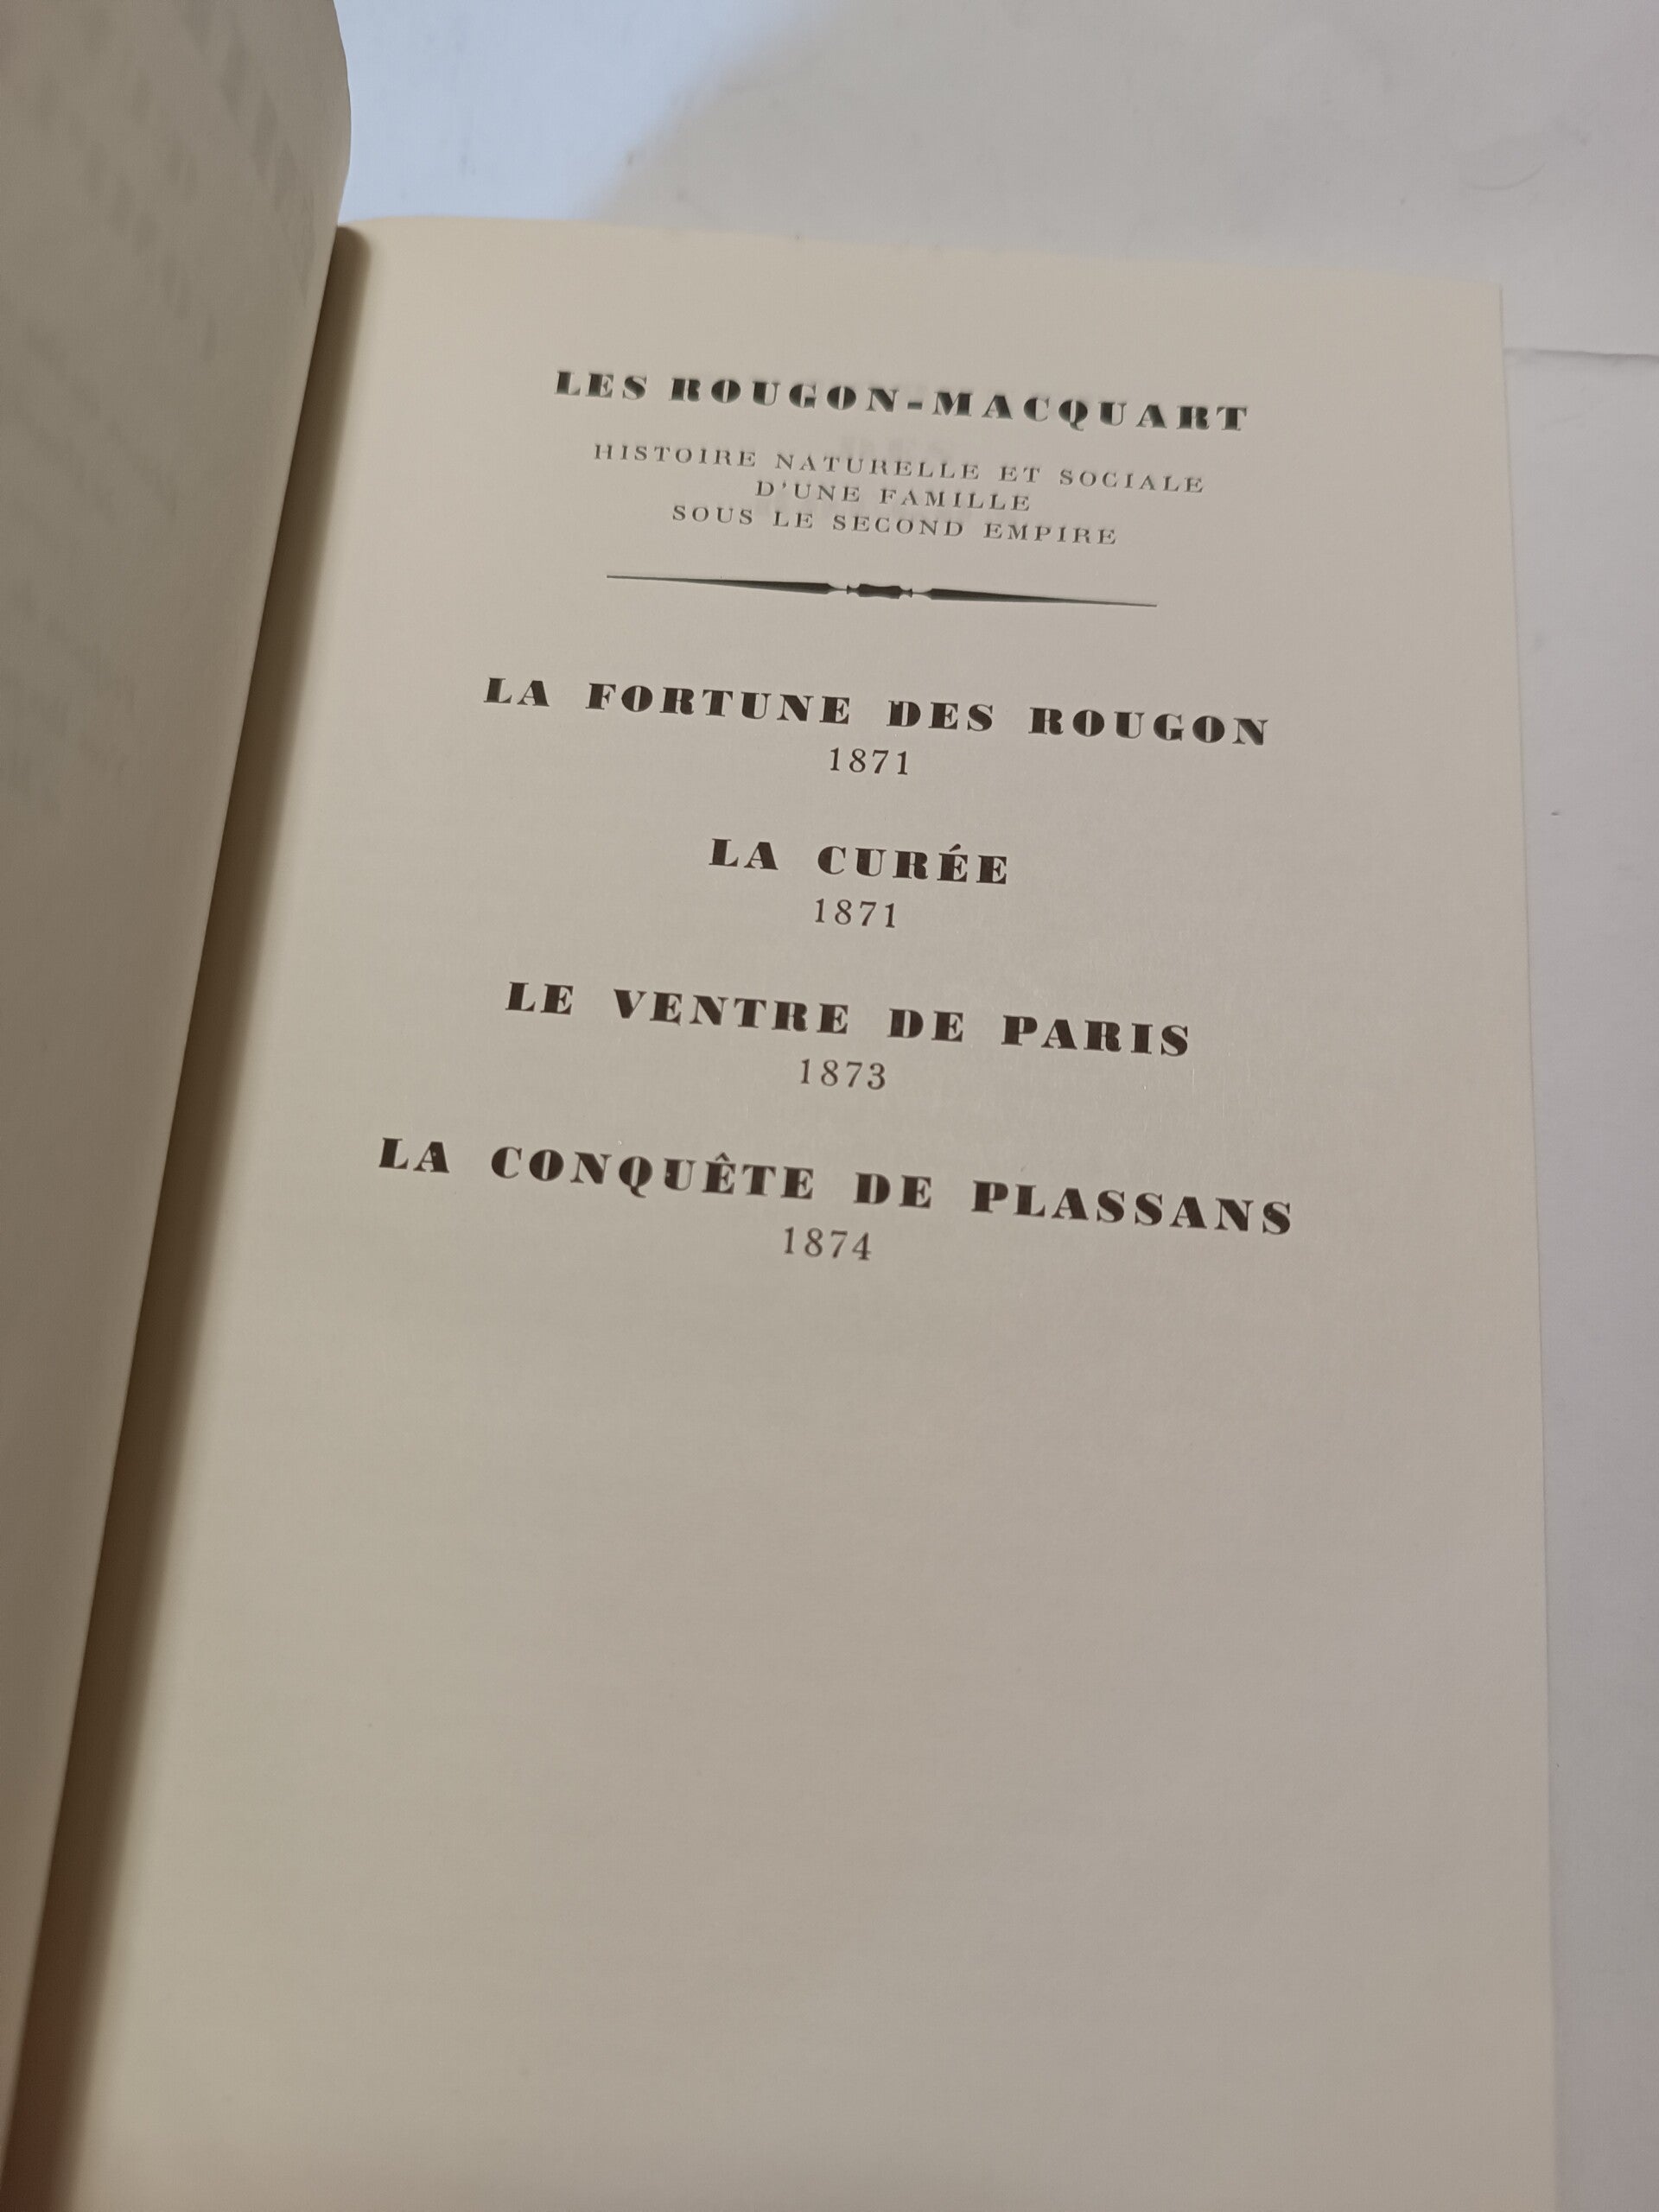 LES ROUGON-MACQUART
HISTOIRE NATURELLE ET SOCIALE
D'UNE FAMILLE
SOUS LE SECOND EMPIRE
LA FORTUNE DES ROUGON
1871
LA CURÉE
1871
LE VENTRE DE PARIS
1873
LA CONQUÊTE DE PLASSANS
1874